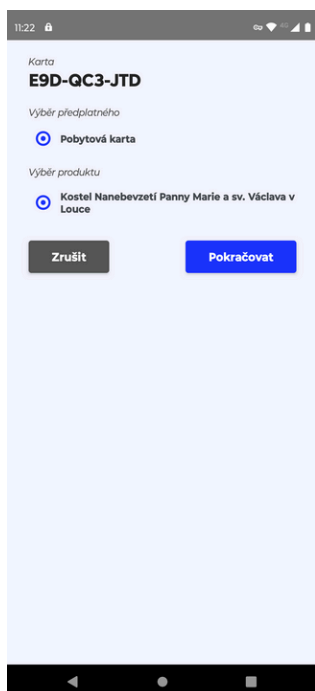 11:22
4G
Karta
E9D-QC3-JTD
Výběr předplatného
Pobytová karta
Výběr produktu
Kostel Nanebevzetí Panny Marie a sv. Václava v
Louce
Zrušit
Pokračovat